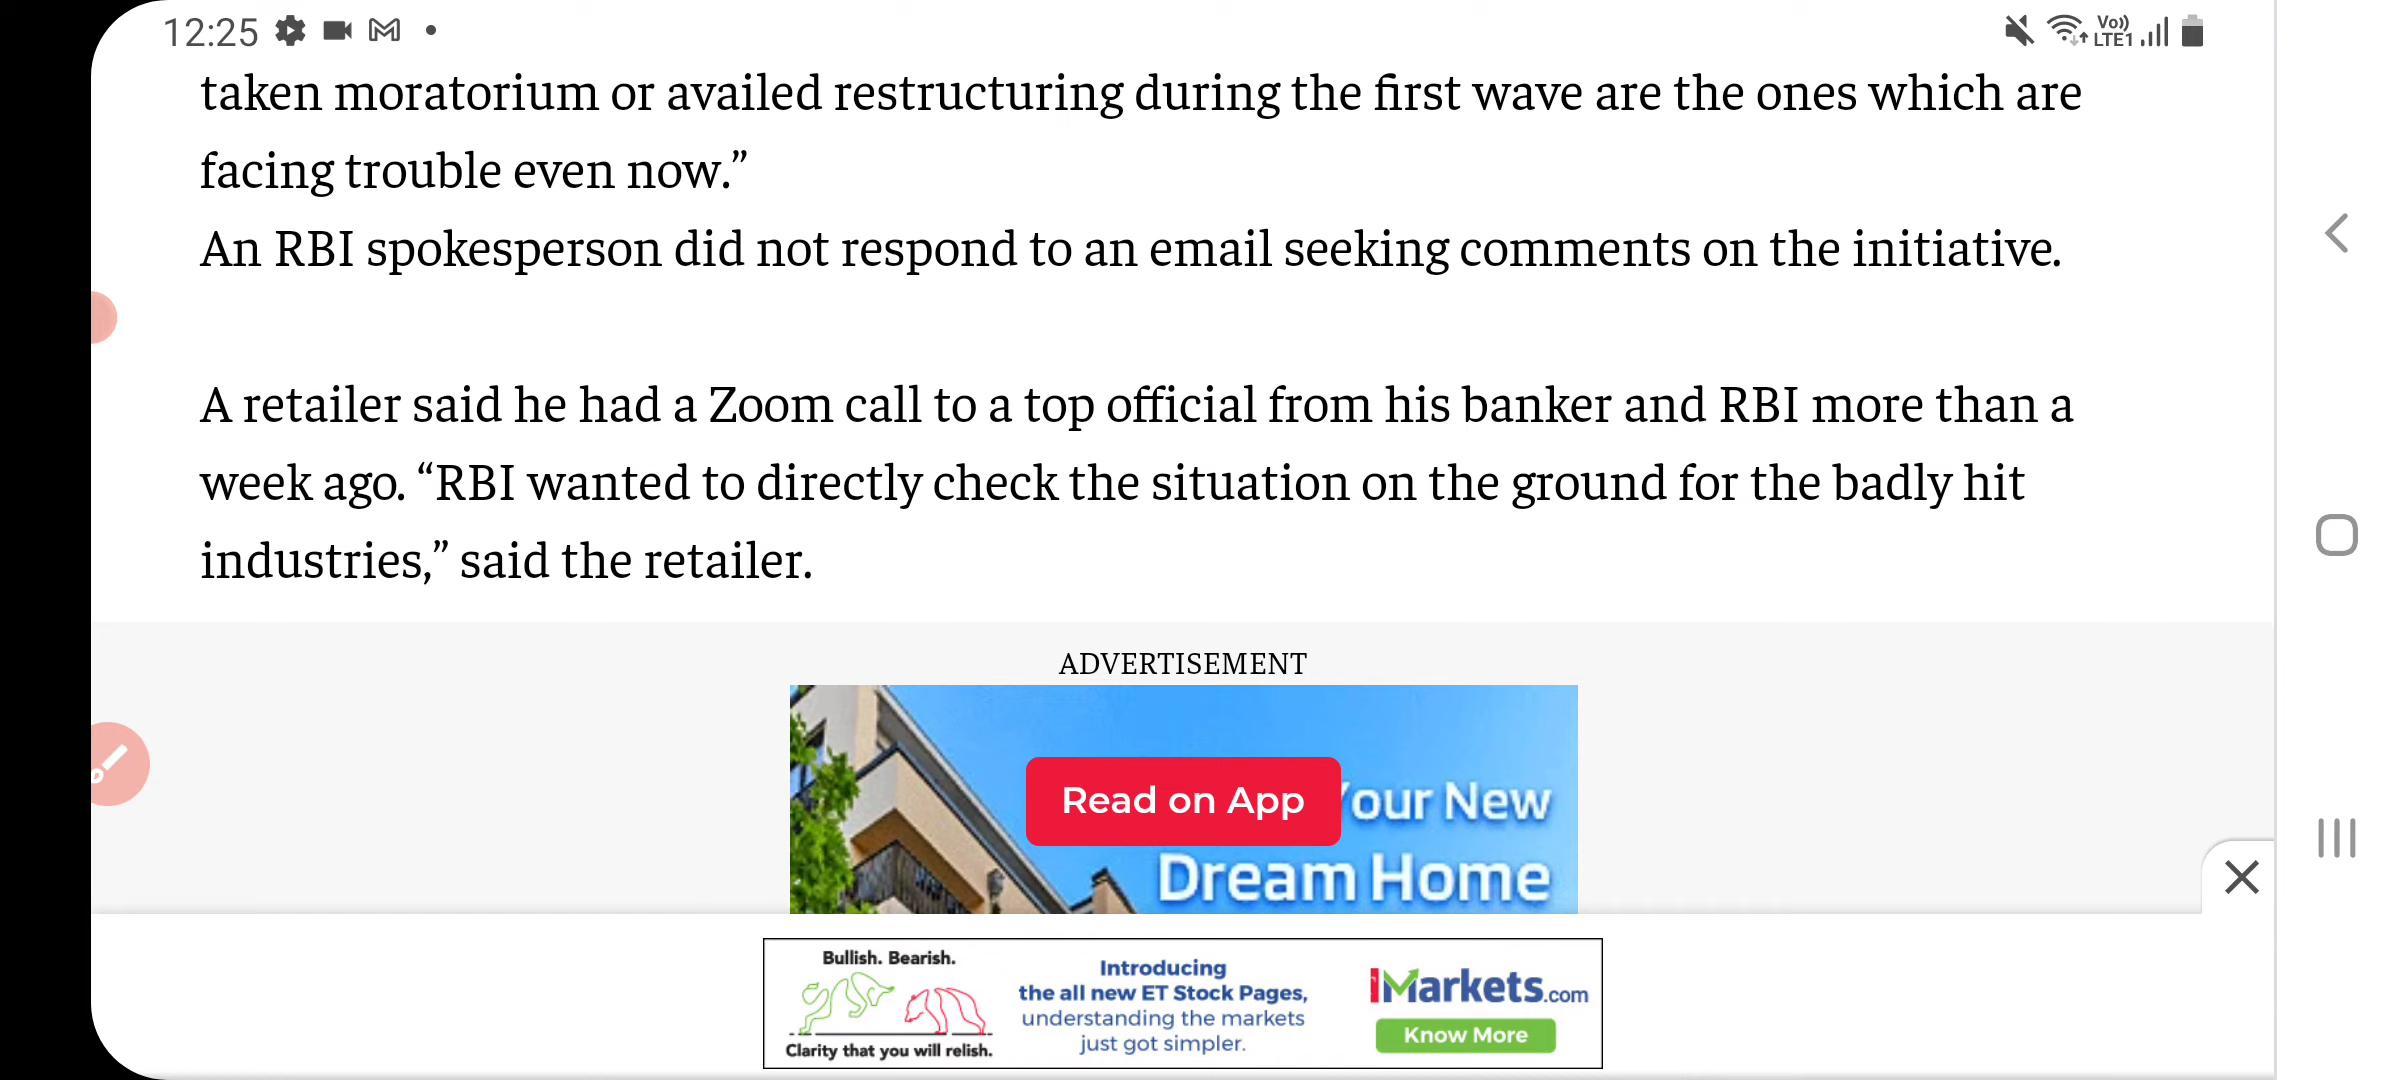 12:25
Vo))
LTE1
taken moratorium or availed restructuring during the first wave are the ones which are
facing trouble even now.”
An RBI spokesperson did not respond to an email seeking comments on the initiative.
A retailer said he had a Zoom call to a top official from his banker and RBI more than a
week ago. “RBI wanted to directly check the situation on the ground for the badly hit
industries,” said the retailer.
ADVERTISEMENT
Read on App
our New
Dream Home
Bullish. Bearish.
Clarity that you will relish.
Introducing
the all new ET Stock Pages,
understanding the markets
just got simpler.
Markets.com
Know More